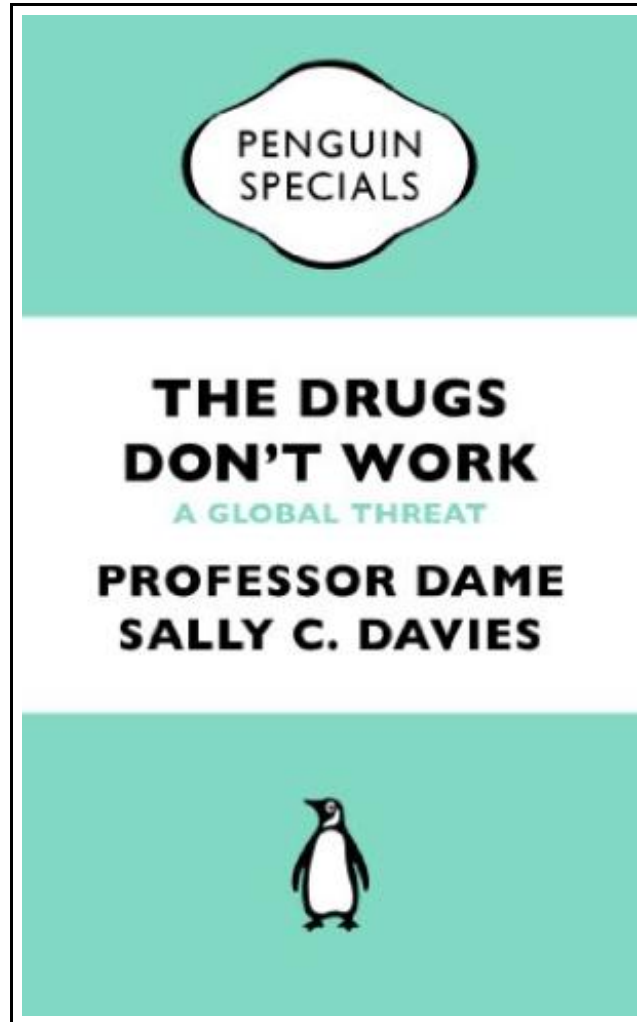 PENGUIN
SPECIALS
THE DRUGS
DON'T WORK
A GLOBAL THREAT
PROFESSOR DAME
SALLY C. DAVIES